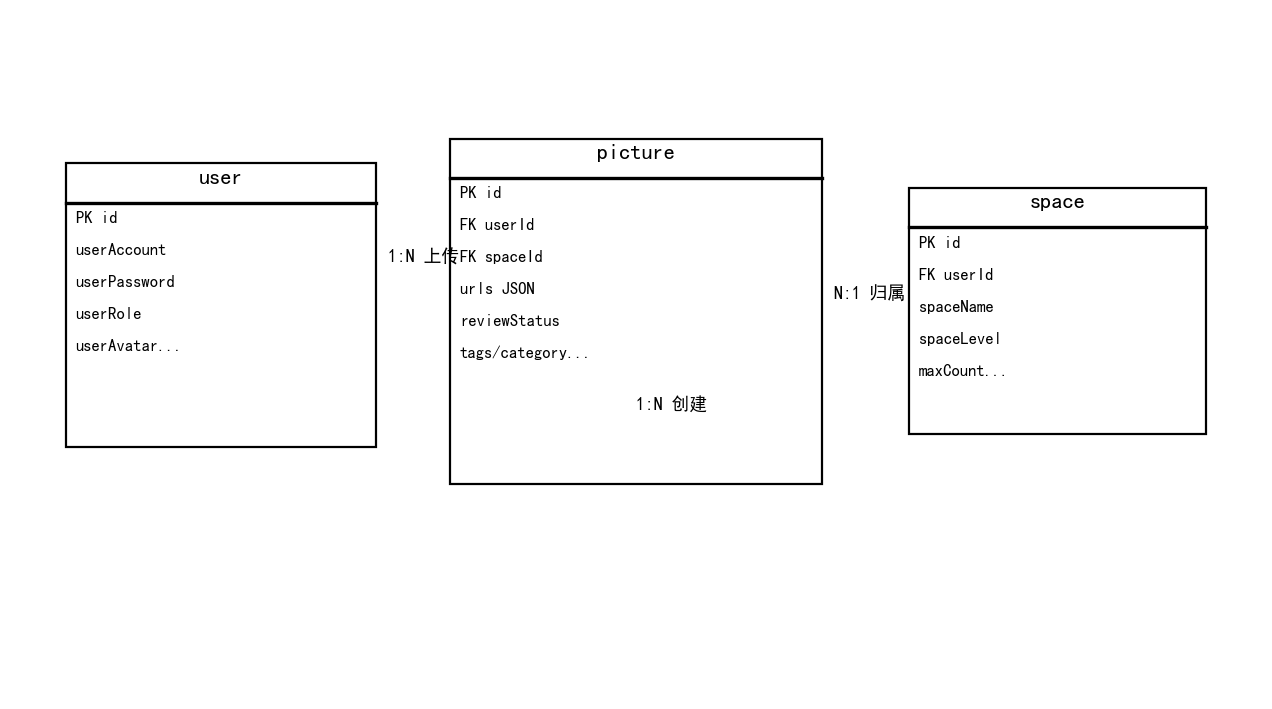 user
PK id
userAccount
userPassword
userRole
userAvatar...
1:N 上传
picture
PK id
FK userId
FK spaceId
urls JSON
reviewStatus
tags/category...
1:N 创建
N:1 归属
space
PK id
FK userId
spaceName
spaceLevel
maxCount...